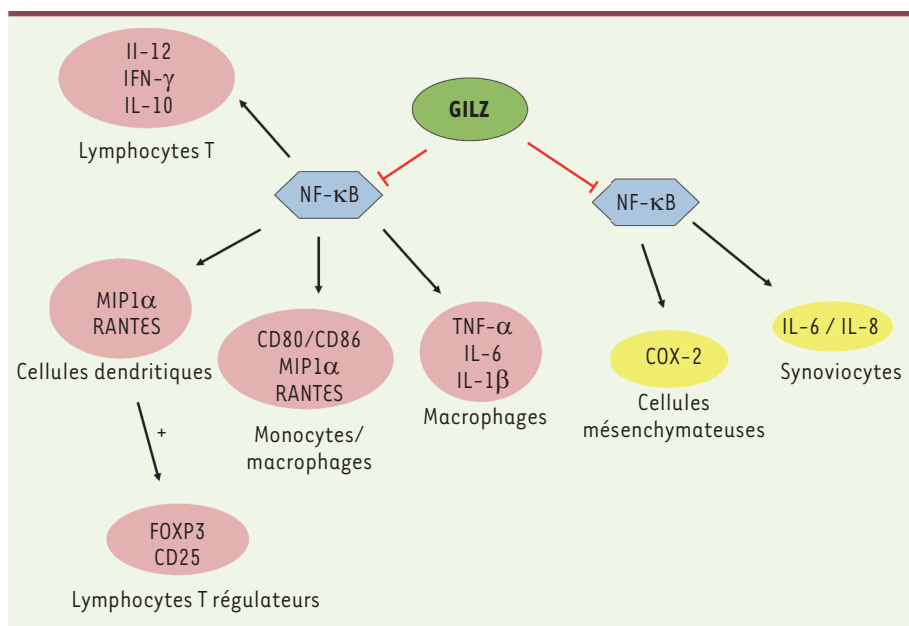 Il-12
IFN-γ
IL-10
Lymphocytes T
GILZ
NF-κB
NF-κB
MIP1α
RANTES
Cellules dendritiques
CD80/CD86
MIP1α
RANTES
Monocytes/
macrophages
TNF-α
IL-6
IL-1β
Macrophages
COX-2
Cellules
mésenchymateuses
IL-6 / IL-8
Synoviocytes
+
FOXP3
CD25
Lymphocytes T régulateurs